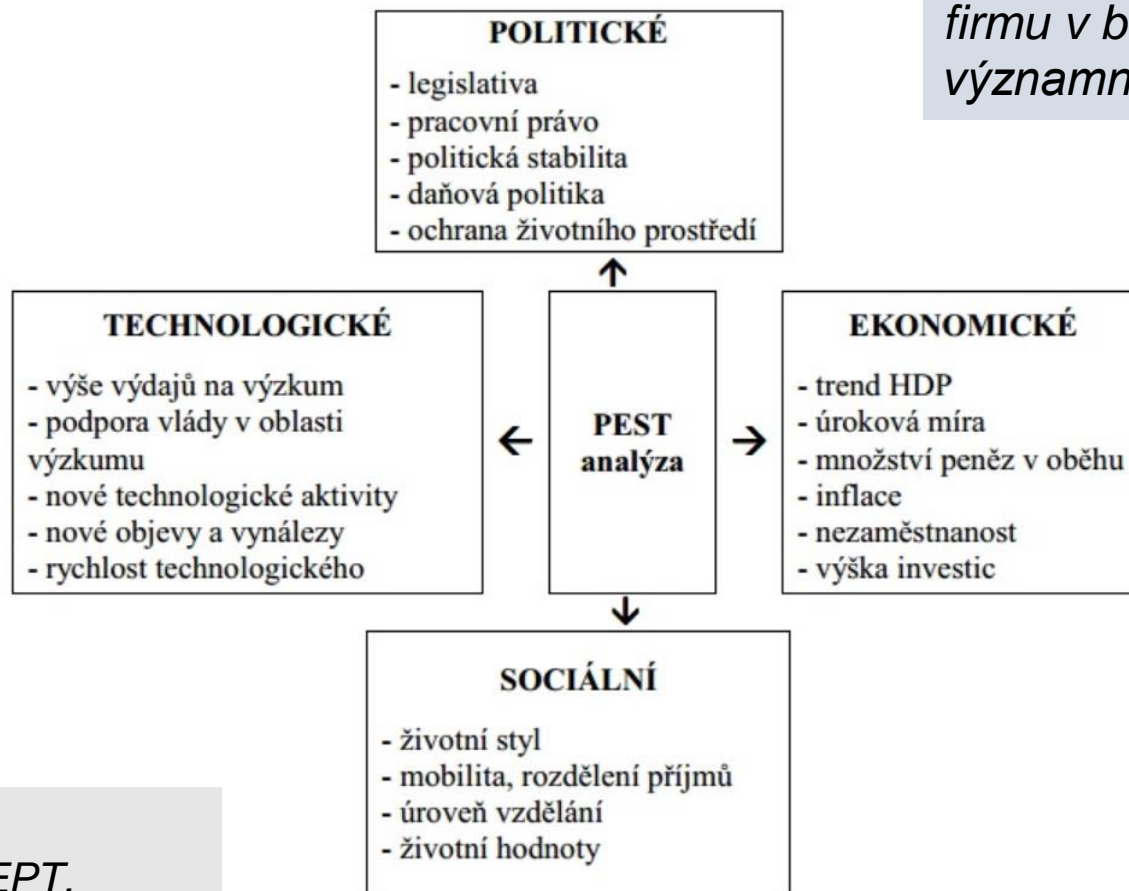 firmu v b
významn
POLITICKÉ
- legislativa
- pracovní právo
- politická stabilita
- daňová politika
- ochrana životního prostředí
TECHNOLOGICKÉ
- výše výdajů na výzkum
- podpora vlády v oblasti
výzkumu
- nové technologické aktivity
- nové objevy a vynálezy
- rychlost technologického
PEST
analýza
EKONOMICKÉ
- trend HDP
- úroková míra
- množství peněz v oběhu
- inflace
- nezaměstnanost
- výška investic
SOCIÁLNÍ
- životní styl
- mobilita, rozdělení příjmů
- úroveň vzdělání
- životní hodnoty
EPT.